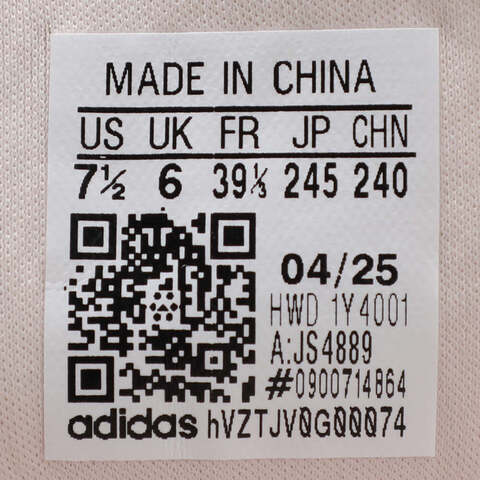 MADE IN CHINA
US UK FR JP CHN
7½ 6 39⅓ 245 240
04/25
HWD 1Y4001
A:JS4889
#0900714864
adidas hVZTJV0G00074